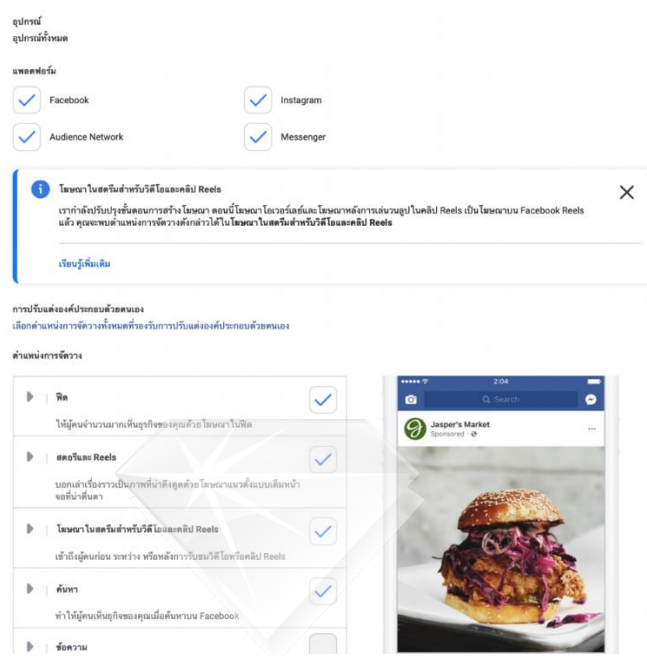 อุปกรณ์
อุปกรณ์ทั้งหมด
แพลตฟอร์ม
Facebook
Instagram
Audience Network
Messenger
โฆษณาในสตรีมสำหรับวิดีโอและคลิป Reels
เรากำลังปรับปรุงขั้นตอนการสร้างโฆษณา ตอนนี้โฆษณาโอเวอร์เลย์และโฆษณาหลังการเล่นวนลูปในคลิป Reels เป็นโฆษณาบน Facebook Reels
แล้ว คุณจะพบตำแหน่งการจัดวางดังกล่าวได้ในโฆษณาในสตรีมสำหรับวิดีโอและคลิป Reels
เรียนรู้เพิ่มเติม
การปรับแต่งองค์ประกอบด้วยตนเอง
เลือกตำแหน่งการจัดวางทั้งหมดที่รองรับการปรับแต่งองค์ประกอบด้วยตนเอง
ตำแหน่งการจัดวาง
ฟีด
ให้ผู้คนจำนวนมากเห็นธุรกิจของคุณด้วยโฆษณาในฟีด
สตอรี่และ Reels
บอกเล่าเรื่องราวเป็นภาพที่น่าดึงดูดด้วยโฆษณาแนวตั้งแบบเต็มหน้า
จอที่น่าตื่นตา
โฆษณาในสตรีมสำหรับวิดีโอและคลิป Reels
เข้าถึงผู้คนก่อน ระหว่าง หรือหลังการรับชมวิดีโอหรือคลิป Reels
ค้นหา
ทำให้ผู้คนเห็นธุรกิจของคุณเมื่อค้นหาบน Facebook
ข้อความ
2:04
Search
Jasper's Market
Sponsored ·